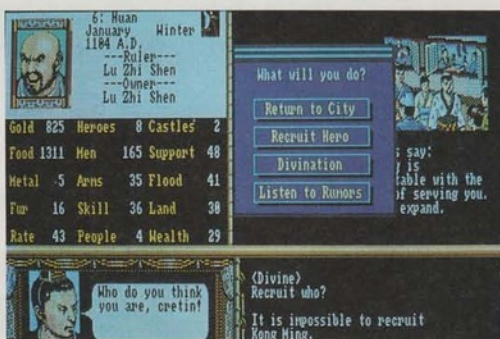 6: Huan
January Winter
1184 A.D.
---Ruler---
Lu Zhi Shen
---Owner---
Lu Zhi Shen
Gold 825 Heroes 8 Castles 2
Food 1311 Men 165 Support 48
Metal 5 Arms 35 Flood 41
Fur 16 Skill 36 Land 38
Rate 43 People 4 Wealth 29
What will you do?
Return to City
Recruit Hero
Divination
Listen to Rumors
say:
is
table with the
of serving you.
expand.
Who do you think
you are, cretin!
(Divine)
Recruit who?
It is impossible to recruit
Kong Ming.